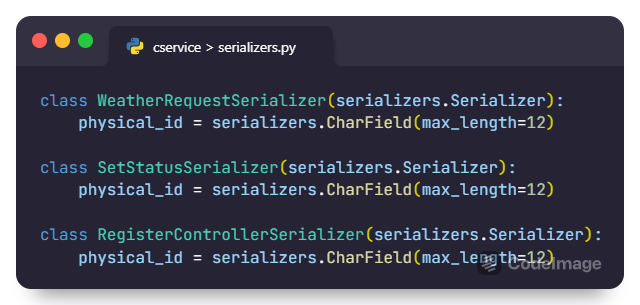 cservice > serializers.py
class WeatherRequestSerializer(serializers.Serializer):
    physical_id = serializers.CharField(max_length=12)
class SetStatusSerializer(serializers.Serializer):
    physical_id = serializers.CharField(max_length=12)
class RegisterControllerSerializer(serializers.Serializer):
    physical_id = serializers.CharField(max_length=12)
CodeImage